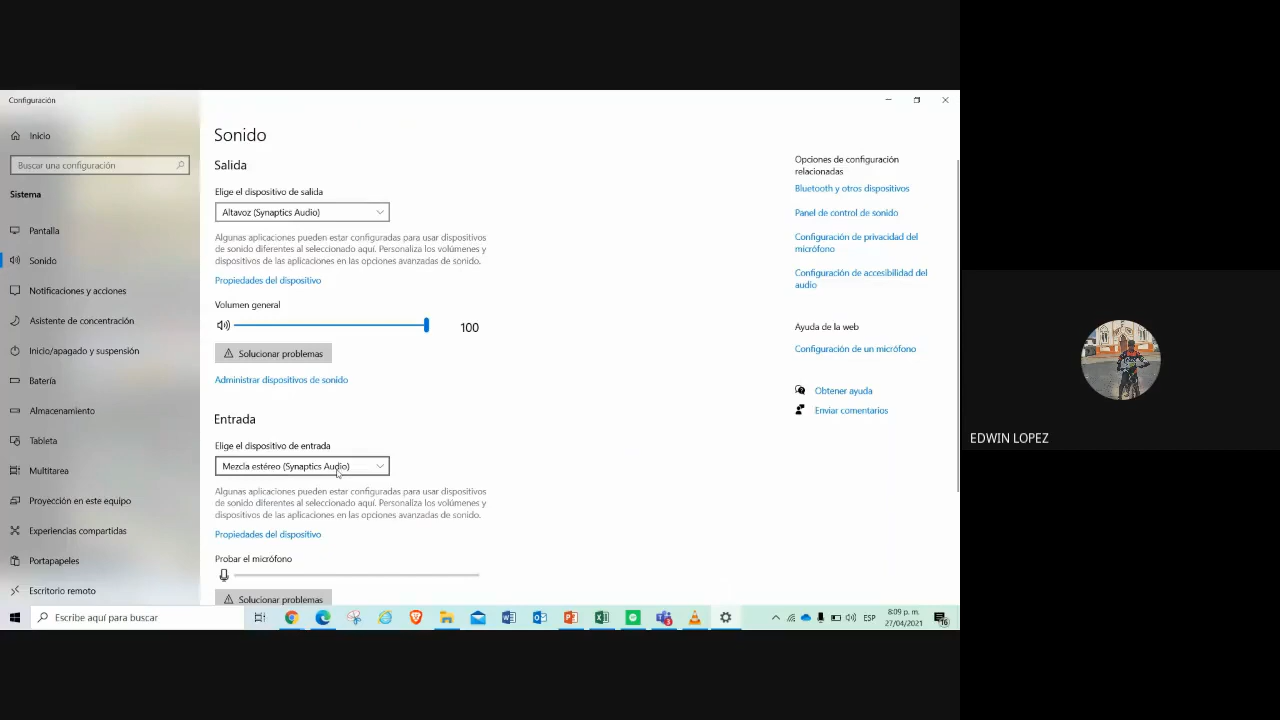 Configuración
Inicio
Buscar una configuración
Sistema
Pantalla
Sonido
Notificaciones y acciones
Asistente de concentración
Inicio/apagado y suspensión
Batería
Almacenamiento
Tableta
Multitarea
Proyección en este equipo
Experiencias compartidas
Portapapeles
Escritorio remoto
Sonido
Salida
Elige el dispositivo de salida
Altavoz (Synaptics Audio)
Algunas aplicaciones pueden estar configuradas para usar dispositivos
de sonido diferentes al seleccionado aquí. Personaliza los volúmenes y
dispositivos de las aplicaciones en las opciones avanzadas de sonido.
Propiedades del dispositivo
Volumen general
100
Solucionar problemas
Administrar dispositivos de sonido
Entrada
Elige el dispositivo de entrada
Mezcla estéreo (Synaptics Audio)
Algunas aplicaciones pueden estar configuradas para usar dispositivos
de sonido diferentes al seleccionado aquí. Personaliza los volúmenes y
dispositivos de las aplicaciones en las opciones avanzadas de sonido.
Propiedades del dispositivo
Probar el micrófono
Solucionar problemas
Opciones de configuración
relacionadas
Bluetooth y otros dispositivos
Panel de control de sonido
Configuración de privacidad del
micrófono
Configuración de accesibilidad del
audio
Ayuda de la web
Configuración de un micrófono
Obtener ayuda
Enviar comentarios
EDWIN LOPEZ
Escribe aquí para buscar
ESP
8:09 p. m.
27/04/2021
16